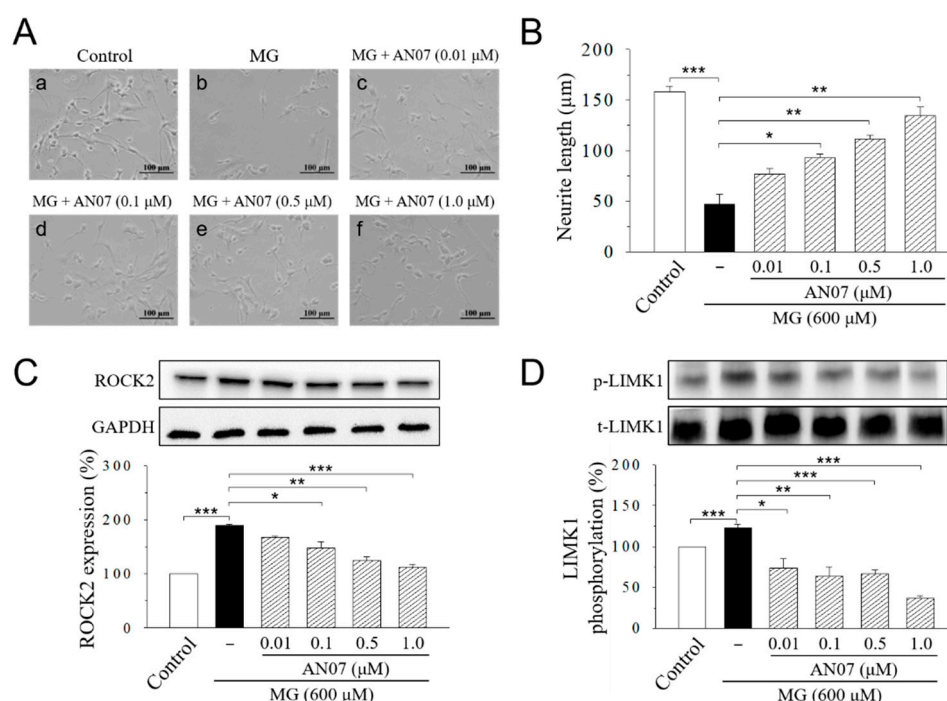 A
Control MG MG + AN07 (0.01 μM)
a b c
100 μm 100 μm 100 μm
MG + AN07 (0.1 μM) MG + AN07 (0.5 μM) MG + AN07 (1.0 μM)
d e f
100 μm 100 μm 100 μm
B
Neurite length (μm)
200
150
100
50
0
*** * ** **
Control – 0.01 0.1 0.5 1.0
AN07 (μM)
MG (600 μM)
C
ROCK2
GAPDH
ROCK2 expression (%)
300
200
100
0
*** * ** ***
Control – 0.01 0.1 0.5 1.0
AN07 (μM)
MG (600 μM)
D
p-LIMK1
t-LIMK1
LIMK1
phosphorylation (%)
200
150
100
50
0
*** * ** *** ***
Control – 0.01 0.1 0.5 1.0
AN07 (μM)
MG (600 μM)